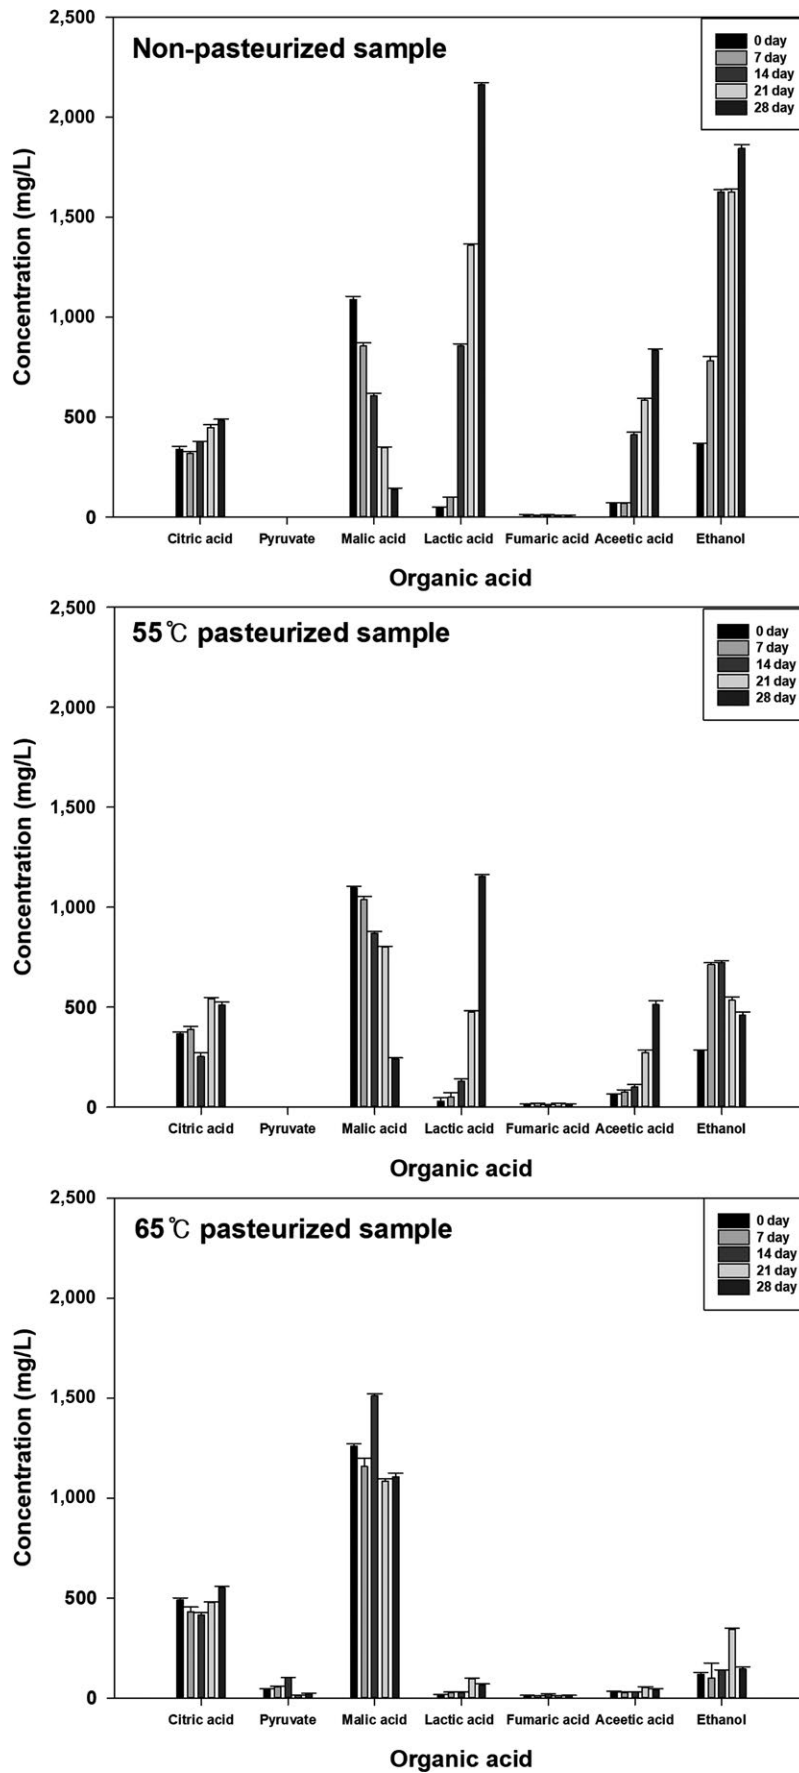 Non-pasteurized sample
0 day
7 day
14 day
21 day
28 day
Concentration (mg/L)
2,500
2,000
1,500
1,000
500
0
Citric acid Pyruvate Malic acid Lactic acid Fumaric acid Aceetic acid Ethanol
Organic acid
55℃ pasteurized sample
0 day
7 day
14 day
21 day
28 day
Concentration (mg/L)
2,500
2,000
1,500
1,000
500
0
Citric acid Pyruvate Malic acid Lactic acid Fumaric acid Aceetic acid Ethanol
Organic acid
65℃ pasteurized sample
0 day
7 day
14 day
21 day
28 day
Concentration (mg/L)
2,500
2,000
1,500
1,000
500
0
Citric acid Pyruvate Malic acid Lactic acid Fumaric acid Aceetic acid Ethanol
Organic acid